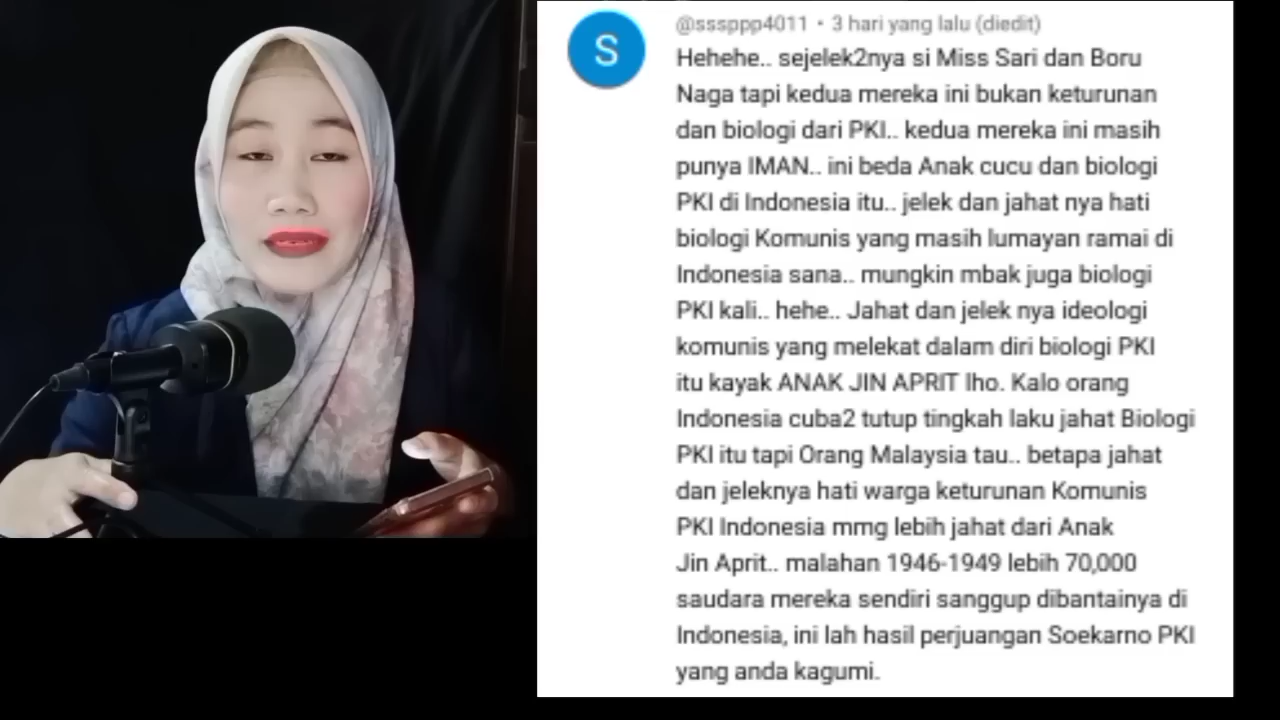 S
@sssppp4011 • 3 hari yang lalu (diedit)
Hehehe.. sejelek2nya si Miss Sari dan Boru
Naga tapi kedua mereka ini bukan keturunan
dan biologi dari PKI.. kedua mereka ini masih
punya IMAN.. ini beda Anak cucu dan biologi
PKI di Indonesia itu.. jelek dan jahat nya hati
biologi Komunis yang masih lumayan ramai di
Indonesia sana.. mungkin mbak juga biologi
PKI kali.. hehe.. Jahat dan jelek nya ideologi
komunis yang melekat dalam diri biologi PKI
itu kayak ANAK JIN APRIT lho. Kalo orang
Indonesia cuba2 tutup tingkah laku jahat Biologi
PKI itu tapi Orang Malaysia tau.. betapa jahat
dan jeleknya hati warga keturunan Komunis
PKI Indonesia mmg lebih jahat dari Anak
Jin Aprit.. malahan 1946-1949 lebih 70,000
saudara mereka sendiri sanggup dibantainya di
Indonesia, ini lah hasil perjuangan Soekarno PKI
yang anda kagumi.